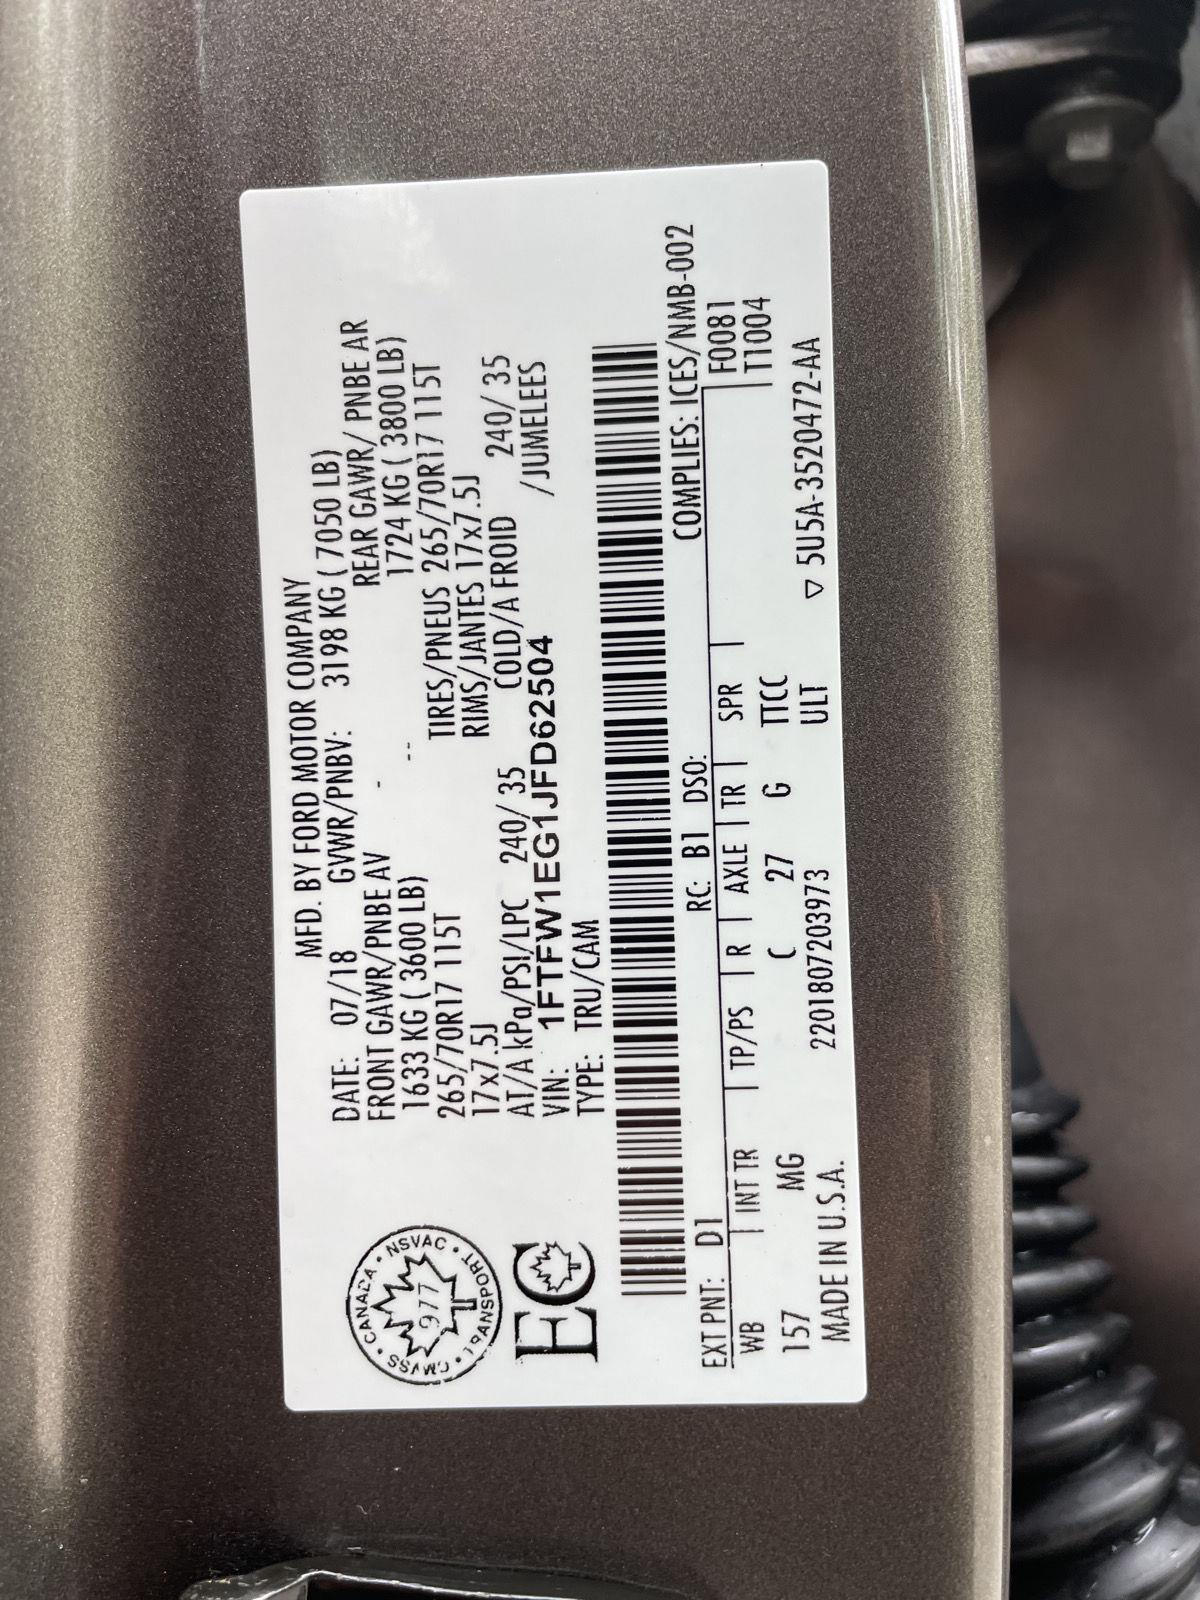 MFD. BY FORD MOTOR COMPANY
DATE: 07/18 GVWR/PNBV: 3198 KG ( 7050 LB)
FRONT GAWR/PNBE AV - REAR GAWR/ PNBE AR
1633 KG ( 3600 LB) -- 1724 KG ( 3800 LB)
265/70R17 115T TIRES/PNEUS 265/70R17 115T
17x7.5J RIMS/JANTES 17x7.5J
AT/A kPa/PSI/LPC 240/ 35 COLD/A FROID 240/ 35
VIN: 1FTFW1EG1JFD62504 /JUMELEES
TYPE: TRU/CAM
CANADA • NSVAC • TRANSPORT • CMVSS •
977
EC
EXT PNT: D1 RC: B1 DSO: COMPLIES: ICES/NMB-002
WB | INT TR | TP/PS | R | AXLE | TR | SPR | F0081
T1004
157 MG C 27 G TTCC
ULT
MADE IN U.S.A. 2201807203973 ▽ 5U5A-3520472-AA